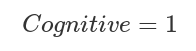 Cognitive = 1